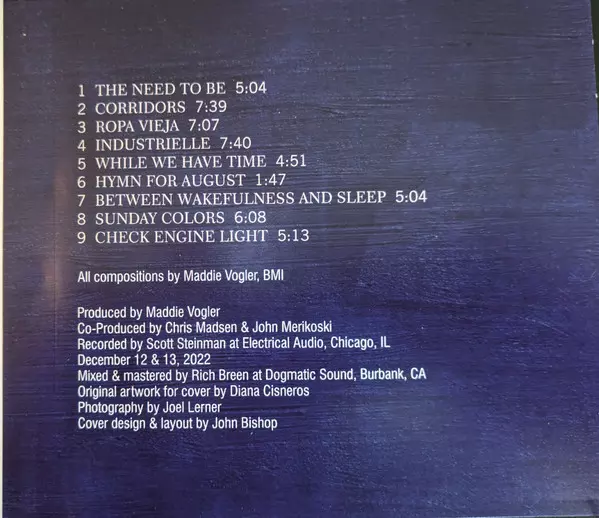 1 THE NEED TO BE 5:04
2 CORRIDORS 7:39
3 ROPA VIEJA 7:07
4 INDUSTRIELLE 7:40
5 WHILE WE HAVE TIME 4:51
6 HYMN FOR AUGUST 1:47
7 BETWEEN WAKEFULNESS AND SLEEP 5:04
8 SUNDAY COLORS 6:08
9 CHECK ENGINE LIGHT 5:13
All compositions by Maddie Vogler, BMI
Produced by Maddie Vogler
Co-Produced by Chris Madsen & John Merikoski
Recorded by Scott Steinman at Electrical Audio, Chicago, IL
December 12 & 13, 2022
Mixed & mastered by Rich Breen at Dogmatic Sound, Burbank, CA
Original artwork for cover by Diana Cisneros
Photography by Joel Lerner
Cover design & layout by John Bishop